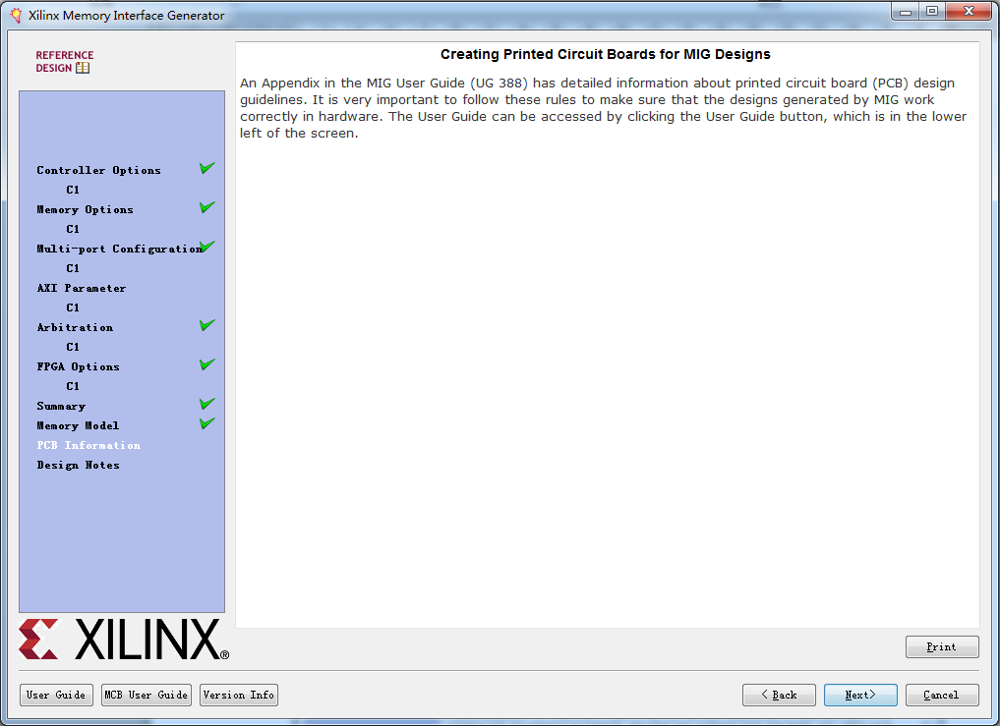 Xilinx Memory Interface Generator
REFERENCE
DESIGN
Controller Options
C1
Memory Options
C1
Multi-port Configuration
C1
AXI Parameter
C1
Arbitration
C1
FPGA Options
C1
Summary
Memory Model
PCB Information
Design Notes
XILINX®
Creating Printed Circuit Boards for MIG Designs
An Appendix in the MIG User Guide (UG 388) has detailed information about printed circuit board (PCB) design
guidelines. It is very important to follow these rules to make sure that the designs generated by MIG work
correctly in hardware. The User Guide can be accessed by clicking the User Guide button, which is in the lower
left of the screen.
Print
User Guide
MCB User Guide
Version Info
< Back
Next>
Cancel